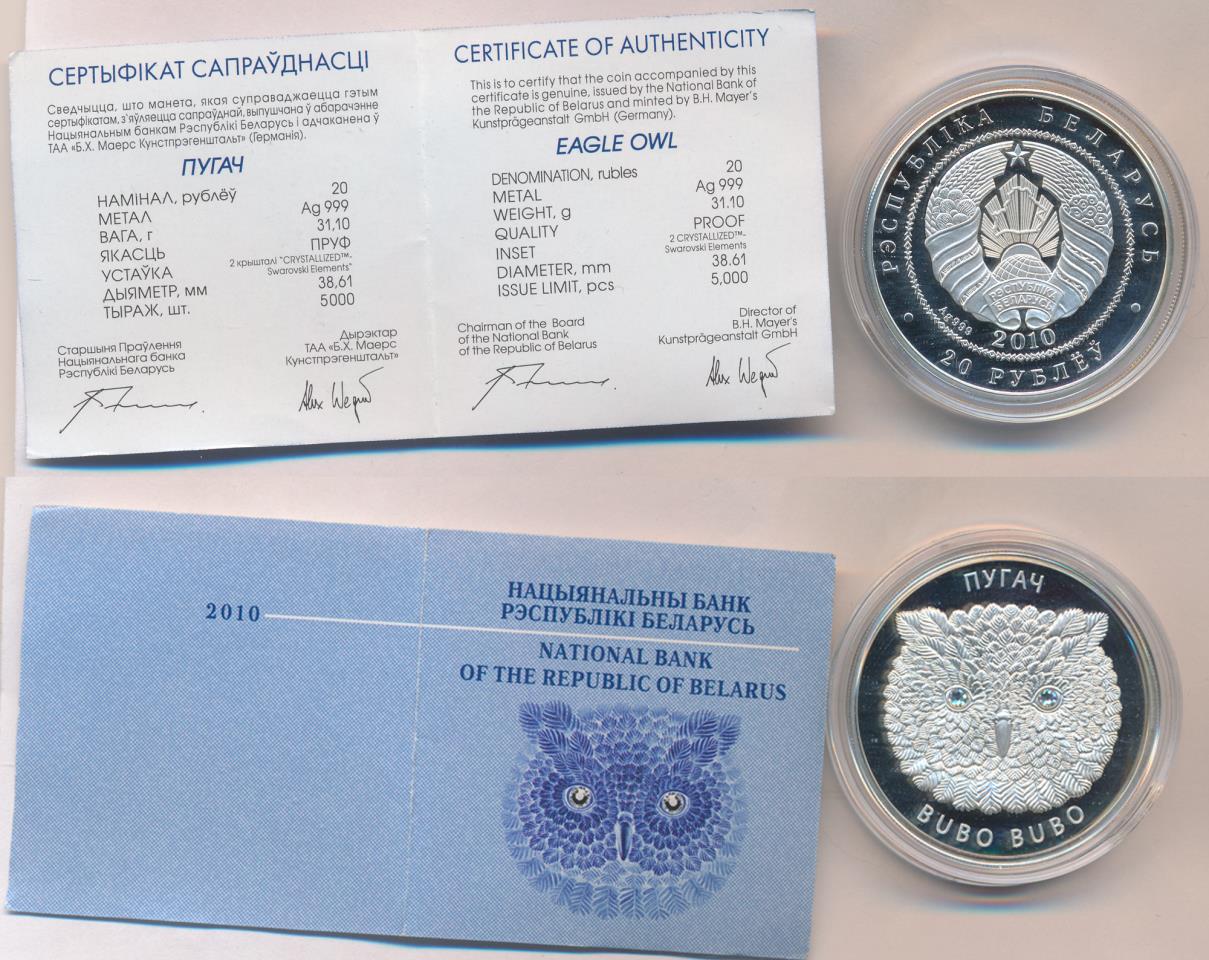 СЕРТЫФІКАТ САПРАЎДНАСЦІ
Сведчыцца, што манета, якая суправаджаецца гэтым
сертыфікатам, з'яўляецца сапраўднай, выпушчана ў абарачэнне
Нацыянальным банкам Рэспублікі Беларусь і адчаканена ў
ТАА «Б.Х. Маерс Кунстпрэгенштальт» (Германія).
ПУГАЧ
НАМІНАЛ, рублёў 20
МЕТАЛ Ag 999
ВАГА, г 31,10
ЯКАСЦЬ ПРУФ
УСТАЎКА 2 крышталі "CRYSTALLIZED™-
Swarovski Elements"
ДЫЯМЕТР, мм 38,61
ТЫРАЖ, шт. 5000
Старшыня Праўлення
Нацыянальнага банка
Рэспублікі Беларусь
Дырэктар
ТАА «Б.Х. Маерс
Кунстпрэгенштальт»
CERTIFICATE OF AUTHENTICITY
This is to certify that the coin accompanied by this
certificate is genuine, issued by the National Bank of
the Republic of Belarus and minted by B.H. Mayer's
Kunstprägeanstalt GmbH (Germany).
EAGLE OWL
DENOMINATION, rubles 20
METAL Ag 999
WEIGHT, g 31.10
QUALITY PROOF
INSET 2 CRYSTALLIZED™-
Swarovski Elements
DIAMETER, mm 38.61
ISSUE LIMIT, pcs 5,000
Chairman of the Board
of the National Bank
of the Republic of Belarus
Director of
B.H. Mayer's
Kunstprägeanstalt GmbH
Alex Wegud
РЭСПУБЛІКА БЕЛАРУСЬ
РЭСПУБЛІКА
БЕЛАРУСЬ
Ag 999
2010
20 РУБЛЁЎ
2010
НАЦЫЯНАЛЬНЫ БАНК
РЭСПУБЛІКІ БЕЛАРУСЬ
NATIONAL BANK
OF THE REPUBLIC OF BELARUS
ПУГАЧ
BUBO BUBO